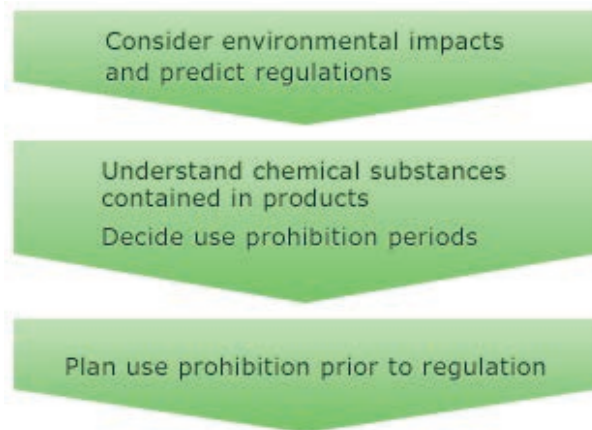 Consider environmental impacts
and predict regulations
Understand chemical substances
contained in products
Decide use prohibition periods
Plan use prohibition prior to regulation